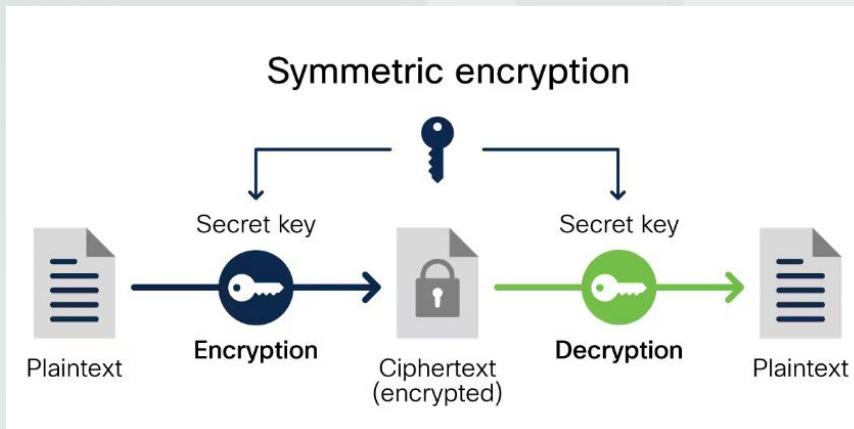 Symmetric encryption
Secret key
Secret key
Plaintext
Encryption
Ciphertext
(encrypted)
Decryption
Plaintext